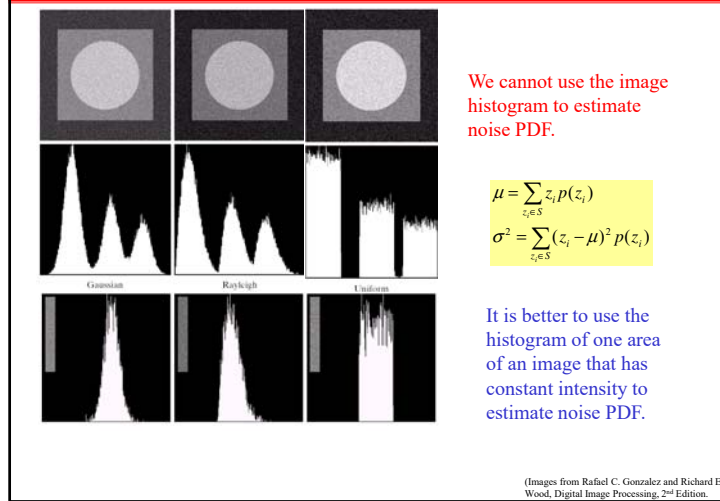 We cannot use the image
histogram to estimate
noise PDF.
μ = ∑ z_i p(z_i)
z_i∈S
σ² = ∑ (z_i − μ)² p(z_i)
z_i∈S
Gaussian Rayleigh Uniform
It is better to use the
histogram of one area
of an image that has
constant intensity to
estimate noise PDF.
(Images from Rafael C. Gonzalez and Richard E
Wood, Digital Image Processing, 2nd Edition.